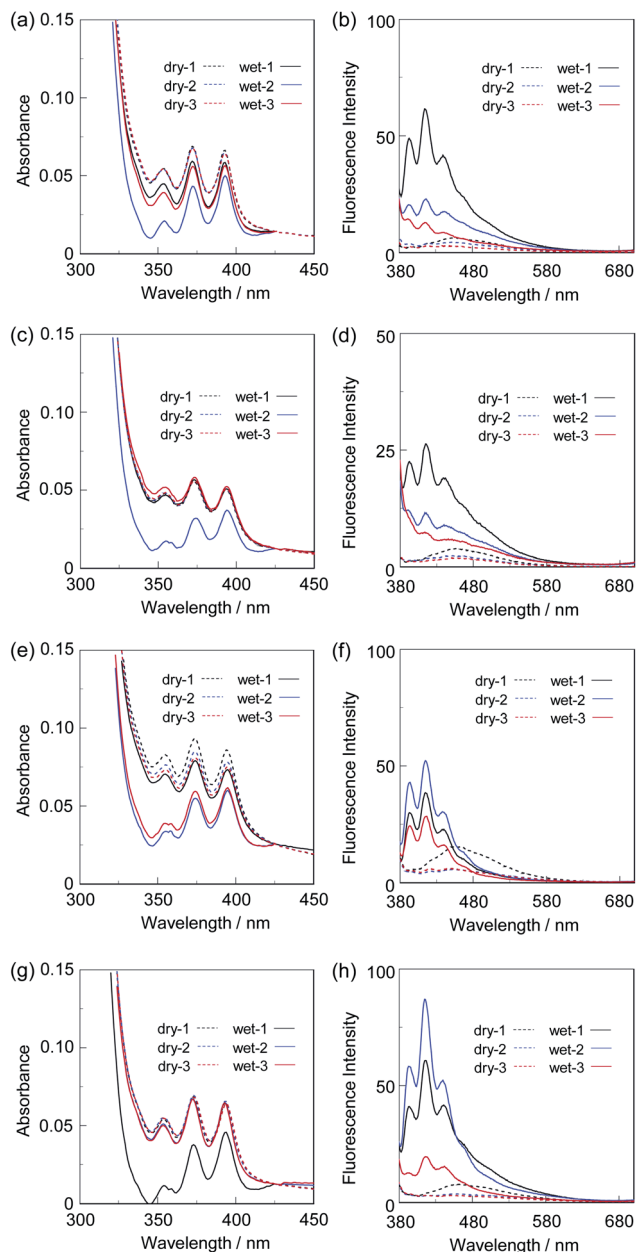 (a)
0.15
0.10
0.05
0
Absorbance
dry-1 wet-1
dry-2 wet-2
dry-3 wet-3
300 350 400 450
Wavelength / nm
(b)
100
50
0
Fluorescence Intensity
dry-1 wet-1
dry-2 wet-2
dry-3 wet-3
380 480 580 680
Wavelength / nm
(c)
0.15
0.10
0.05
0
Absorbance
dry-1 wet-1
dry-2 wet-2
dry-3 wet-3
300 350 400 450
Wavelength / nm
(d)
50
25
0
Fluorescence Intensity
dry-1 wet-1
dry-2 wet-2
dry-3 wet-3
380 480 580 680
Wavelength / nm
(e)
0.15
0.10
0.05
0
Absorbance
dry-1 wet-1
dry-2 wet-2
dry-3 wet-3
300 350 400 450
Wavelength / nm
(f)
100
50
0
Fluorescence Intensity
dry-1 wet-1
dry-2 wet-2
dry-3 wet-3
380 480 580 680
Wavelength / nm
(g)
0.15
0.10
0.05
0
Absorbance
dry-1 wet-1
dry-2 wet-2
dry-3 wet-3
300 350 400 450
Wavelength / nm
(h)
100
50
0
Fluorescence Intensity
dry-1 wet-1
dry-2 wet-2
dry-3 wet-3
380 480 580 680
Wavelength / nm